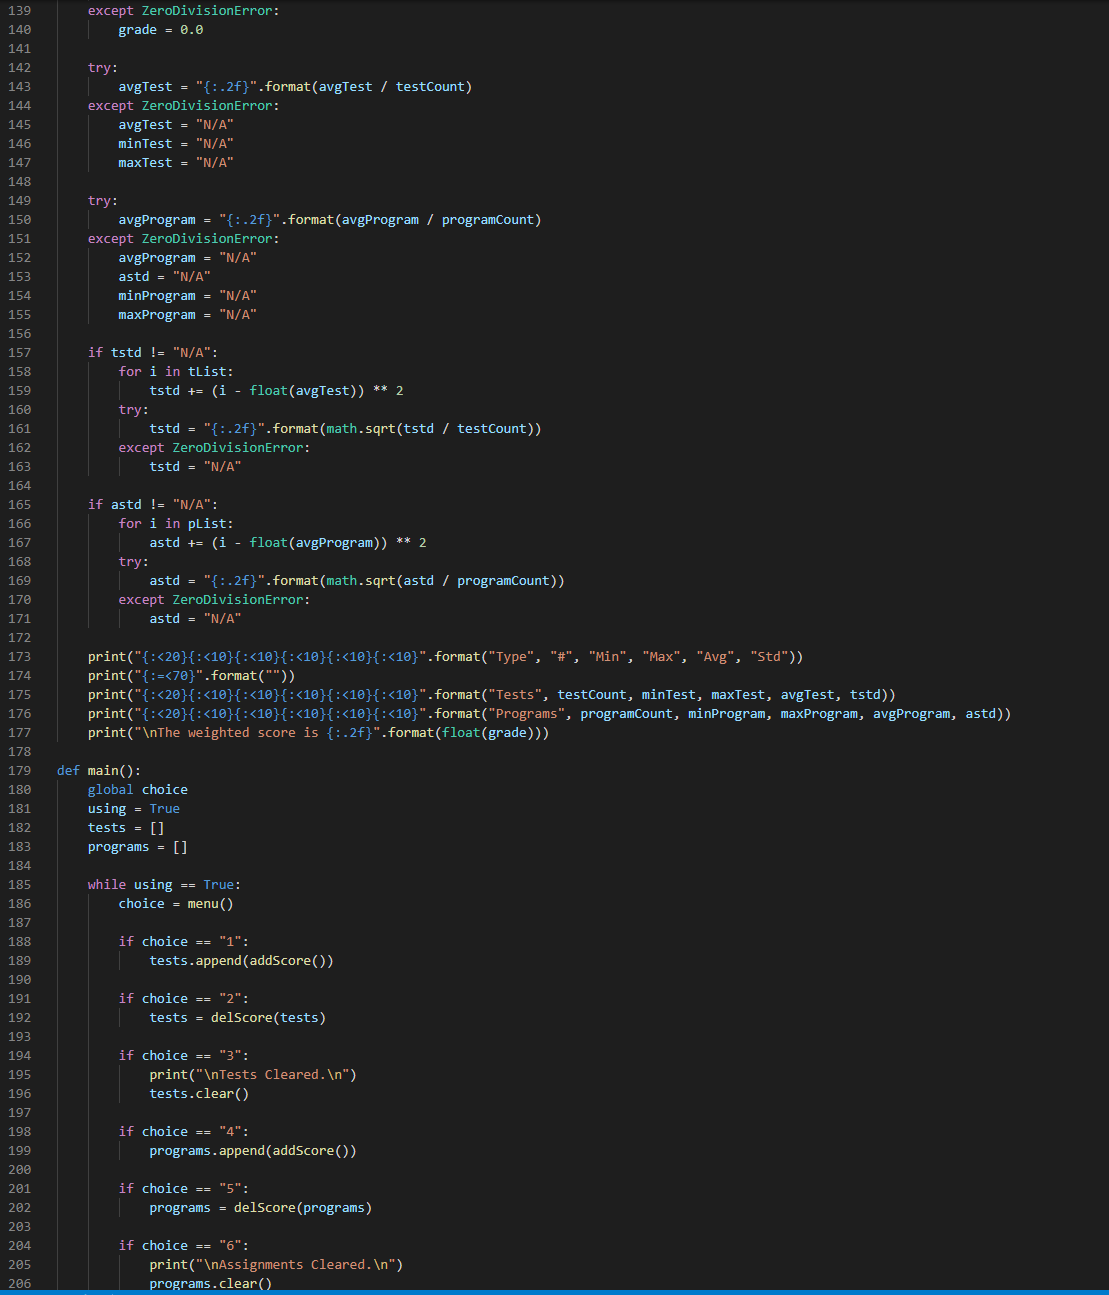 139 except ZeroDivisionError:
140 grade = 0.0
141
142 try:
143 avgTest = "{:.2f}".format(avgTest / testCount)
144 except ZeroDivisionError:
145 avgTest = "N/A"
146 minTest = "N/A"
147 maxTest = "N/A"
148
149 try:
150 avgProgram = "{:.2f}".format(avgProgram / programCount)
151 except ZeroDivisionError:
152 avgProgram = "N/A"
153 astd = "N/A"
154 minProgram = "N/A"
155 maxProgram = "N/A"
156
157 if tstd != "N/A":
158 for i in tList:
159 tstd += (i - float(avgTest)) ** 2
160 try:
161 tstd = "{:.2f}".format(math.sqrt(tstd / testCount))
162 except ZeroDivisionError:
163 tstd = "N/A"
164
165 if astd != "N/A":
166 for i in pList:
167 astd += (i - float(avgProgram)) ** 2
168 try:
169 astd = "{:.2f}".format(math.sqrt(astd / programCount))
170 except ZeroDivisionError:
171 astd = "N/A"
172
173 print("{:<20}{:<10}{:<10}{:<10}{:<10}{:<10}".format("Type", "#", "Min", "Max", "Avg", "Std"))
174 print("{:=<70}".format(""))
175 print("{:<20}{:<10}{:<10}{:<10}{:<10}{:<10}".format("Tests", testCount, minTest, maxTest, avgTest, tstd))
176 print("{:<20}{:<10}{:<10}{:<10}{:<10}{:<10}".format("Programs", programCount, minProgram, maxProgram, avgProgram, astd))
177 print("\nThe weighted score is {:.2f}".format(float(grade)))
178
179 def main():
180 global choice
181 using = True
182 tests = []
183 programs = []
184
185 while using == True:
186 choice = menu()
187
188 if choice == "1":
189 tests.append(addScore())
190
191 if choice == "2":
192 tests = delScore(tests)
193
194 if choice == "3":
195 print("\nTests Cleared.\n")
196 tests.clear()
197
198 if choice == "4":
199 programs.append(addScore())
200
201 if choice == "5":
202 programs = delScore(programs)
203
204 if choice == "6":
205 print("\nAssignments Cleared.\n")
206 programs.clear()